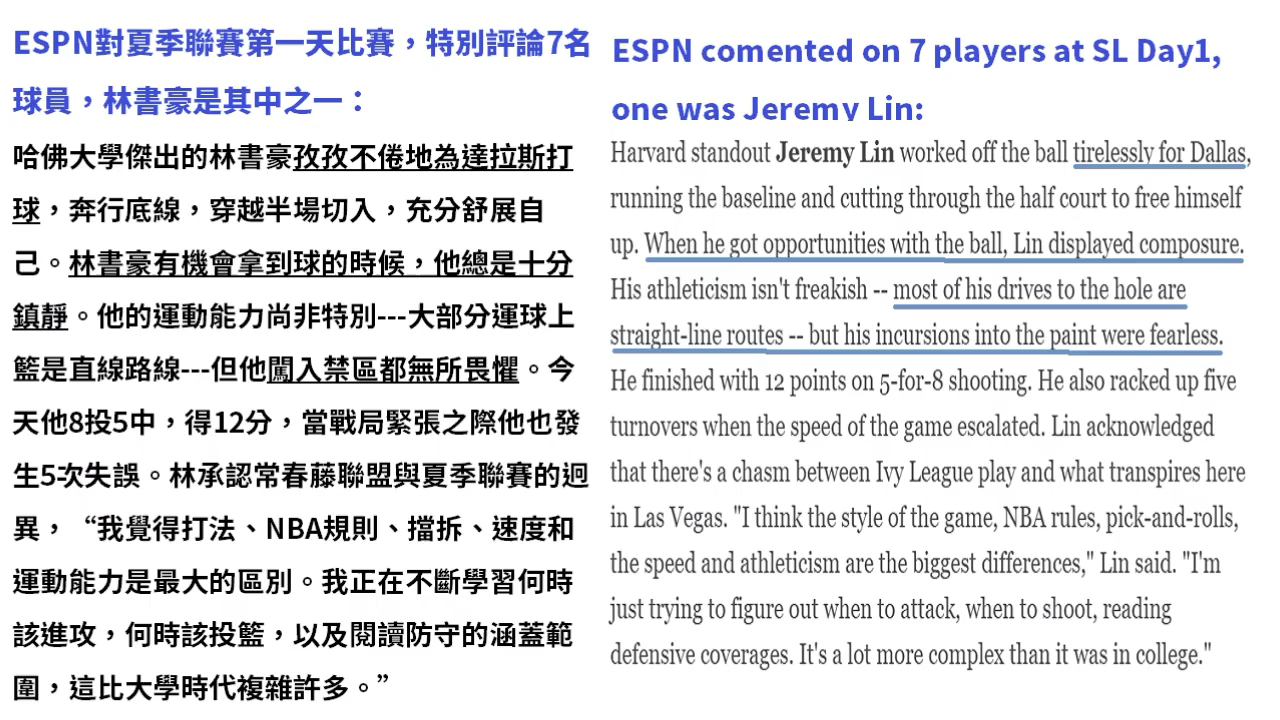 ESPN對夏季聯賽第一天比賽，特別評論7名
球員，林書豪是其中之一：
哈佛大學傑出的林書豪孜孜不倦地為達拉斯打
球，奔行底線，穿越半場切入，充分舒展自
己。林書豪有機會拿到球的時候，他總是十分
鎮靜。他的運動能力尚非特別---大部分運球上
籃是直線路線---但他闖入禁區都無所畏懼。今
天他8投5中，得12分，當戰局緊張之際他也發
生5次失誤。林承認常春藤聯盟與夏季聯賽的迥
異，“我覺得打法、NBA規則、擋拆、速度和
運動能力是最大的區別。我正在不斷學習何時
該進攻，何時該投籃，以及閱讀防守的涵蓋範
圍，這比大學時代複雜許多。”
ESPN comented on 7 players at SL Day1,
one was Jeremy Lin:
Harvard standout Jeremy Lin worked off the ball tirelessly for Dallas,
running the baseline and cutting through the half court to free himself
up. When he got opportunities with the ball, Lin displayed composure.
His athleticism isn't freakish -- most of his drives to the hole are
straight-line routes -- but his incursions into the paint were fearless.
He finished with 12 points on 5-for-8 shooting. He also racked up five
turnovers when the speed of the game escalated. Lin acknowledged
that there's a chasm between Ivy League play and what transpires here
in Las Vegas. "I think the style of the game, NBA rules, pick-and-rolls,
the speed and athleticism are the biggest differences," Lin said. "I'm
just trying to figure out when to attack, when to shoot, reading
defensive coverages. It's a lot more complex than it was in college."